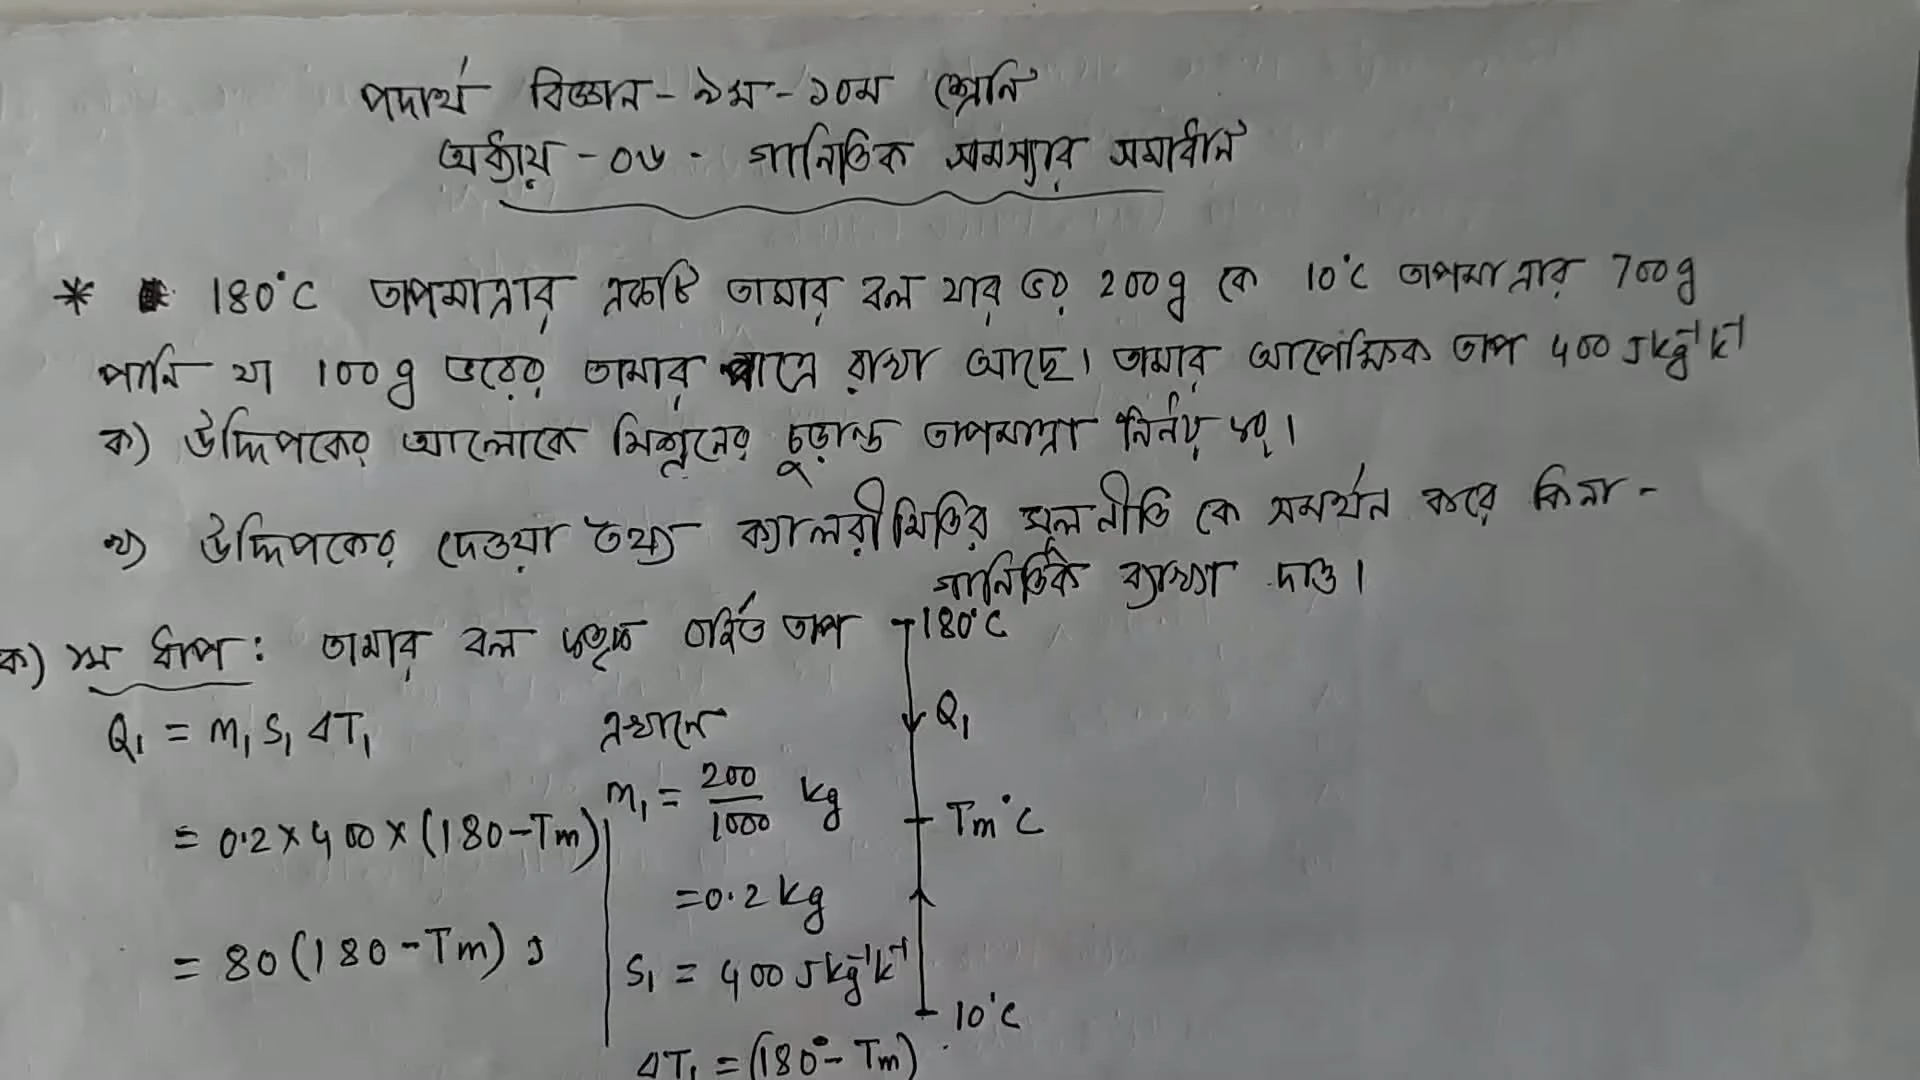 পদার্থ বিজ্ঞান - ৯ম - ১০ম শ্রেনি
অধ্যায় - ০৬ - গানিতিক সমস্যার সমাধান
* 180°C তাপমাত্রার একটি তামার বল যার ভর 200g কে 10°C তাপমাত্রার 700g
পানি যা 100g ভরের তামার পাত্রে রাখা আছে। তামার আপেক্ষিক তাপ 400 Jkg⁻¹k⁻¹
ক) উদ্দিপকের আলোকে মিশ্রনের চুড়ান্ত তাপমাত্রা নির্নয় কর।
খ) উদ্দিপকের দেওয়া তথ্য ক্যালরীমিতির মূলনীতি কে সমর্থন করে কিনা -
গানিতিক ব্যাখ্যা দাও।
ক) ১ম ধাপ: তামার বল কতৃক বর্জিত তাপ
180°C
Q₁ = m₁ S₁ ΔT₁
এখানে
Q₁
= 0.2 × 400 × (180 - Tm)
m₁ = 200/1000 kg
Tm°C
= 0.2 kg
= 80 (180 - Tm) J
S₁ = 400 Jkg⁻¹k⁻¹
10°C
ΔT₁ = (180° - Tm)